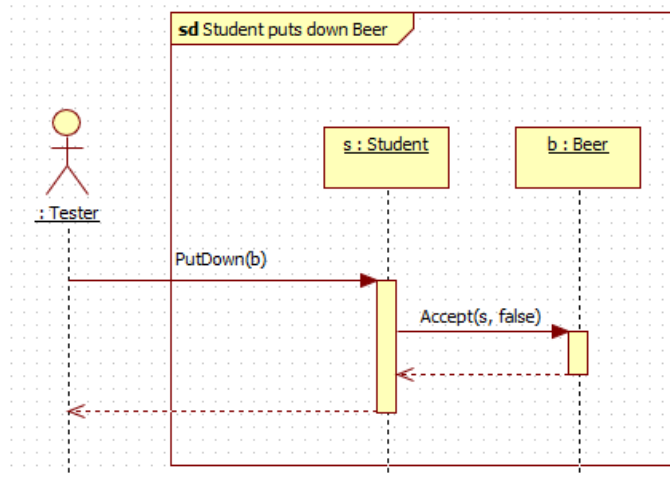 sd Student puts down Beer
s : Student
b : Beer
: Tester
PutDown(b)
Accept(s, false)